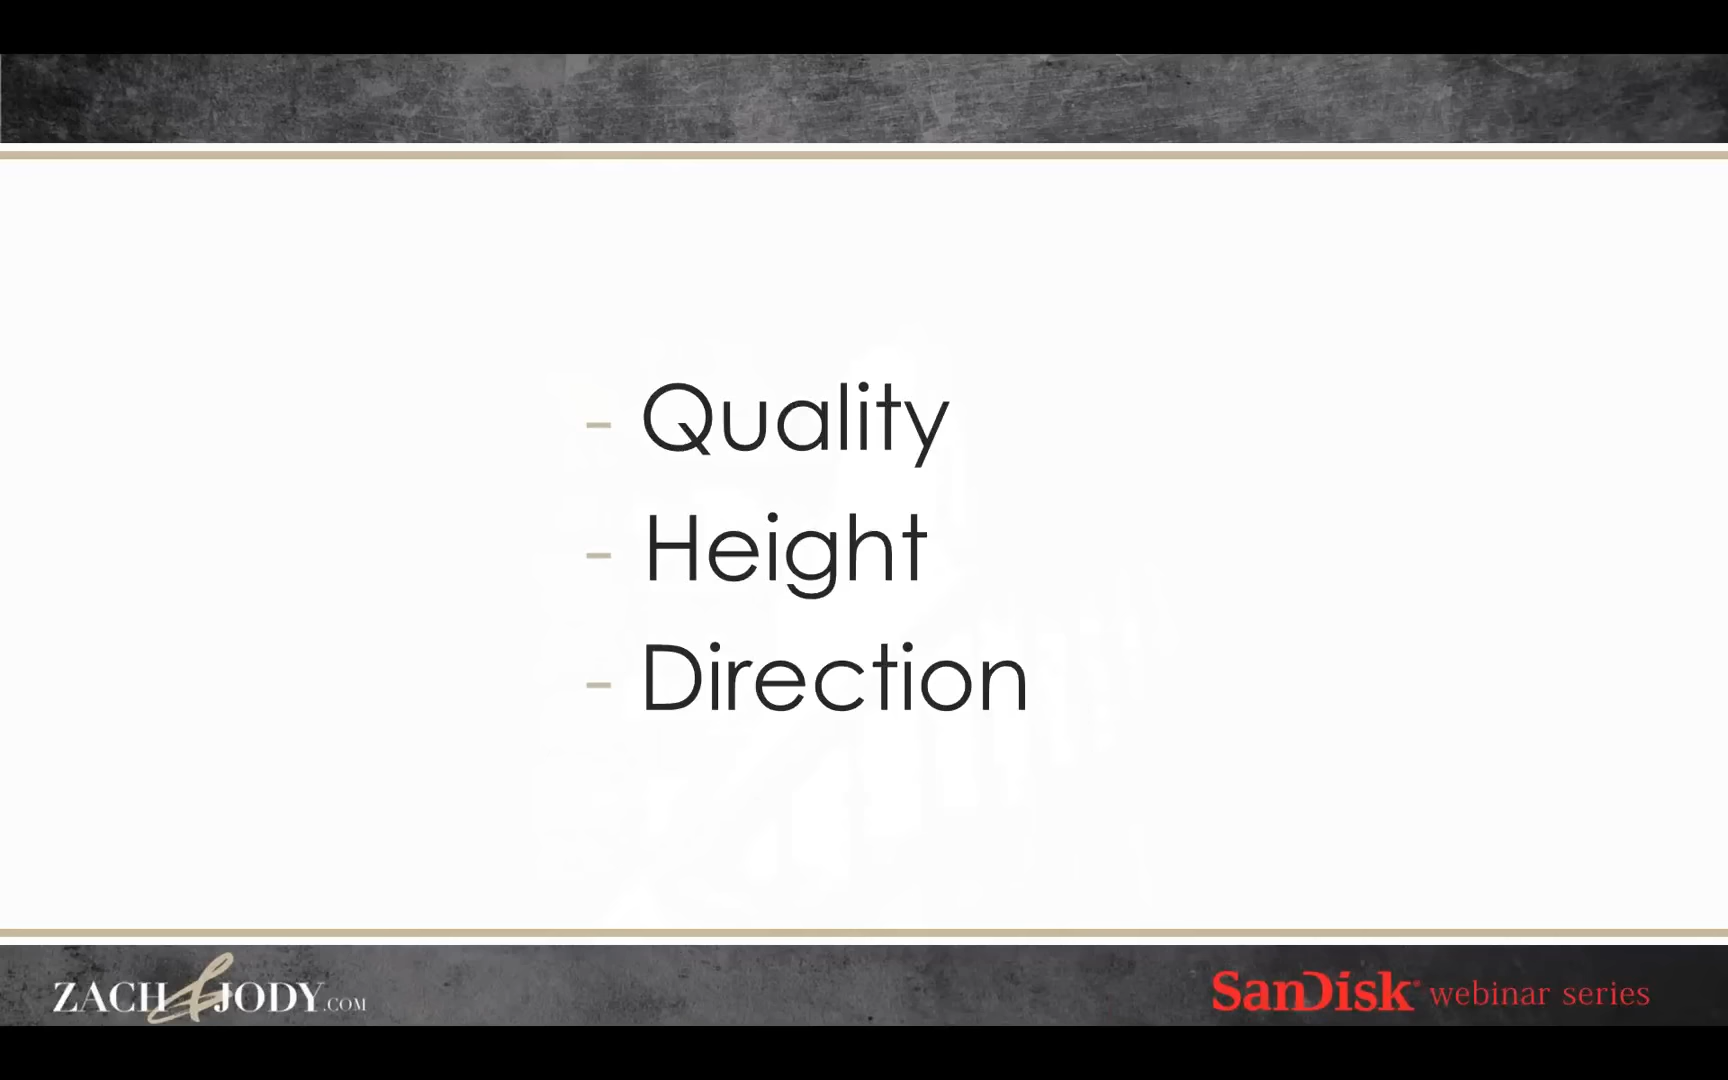 - Quality
- Height
- Direction
ZACH & JODY.COM
SanDisk® webinar series